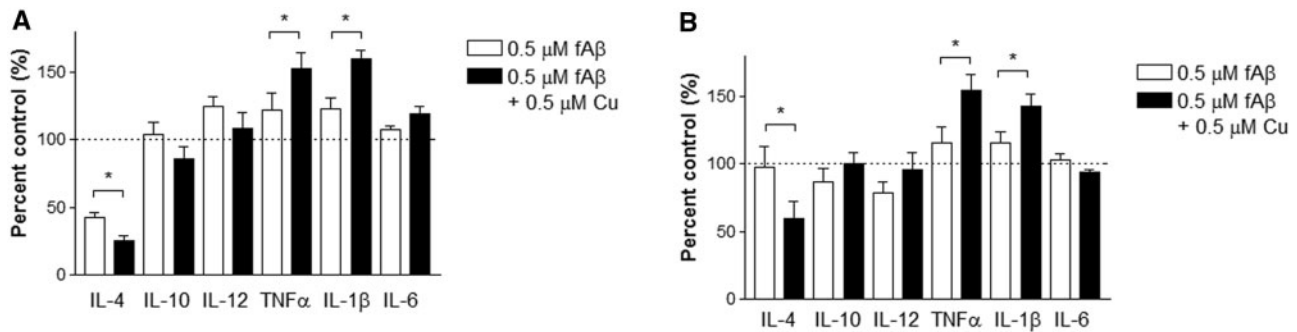 A
Percent control (%)
150
100
50
0
* * *
IL-4 IL-10 IL-12 TNFα IL-1β IL-6
0.5 μM fAβ
0.5 μM fAβ
+ 0.5 μM Cu
B
Percent control (%)
150
100
50
0
* * *
IL-4 IL-10 IL-12 TNFα IL-1β IL-6
0.5 μM fAβ
0.5 μM fAβ
+ 0.5 μM Cu